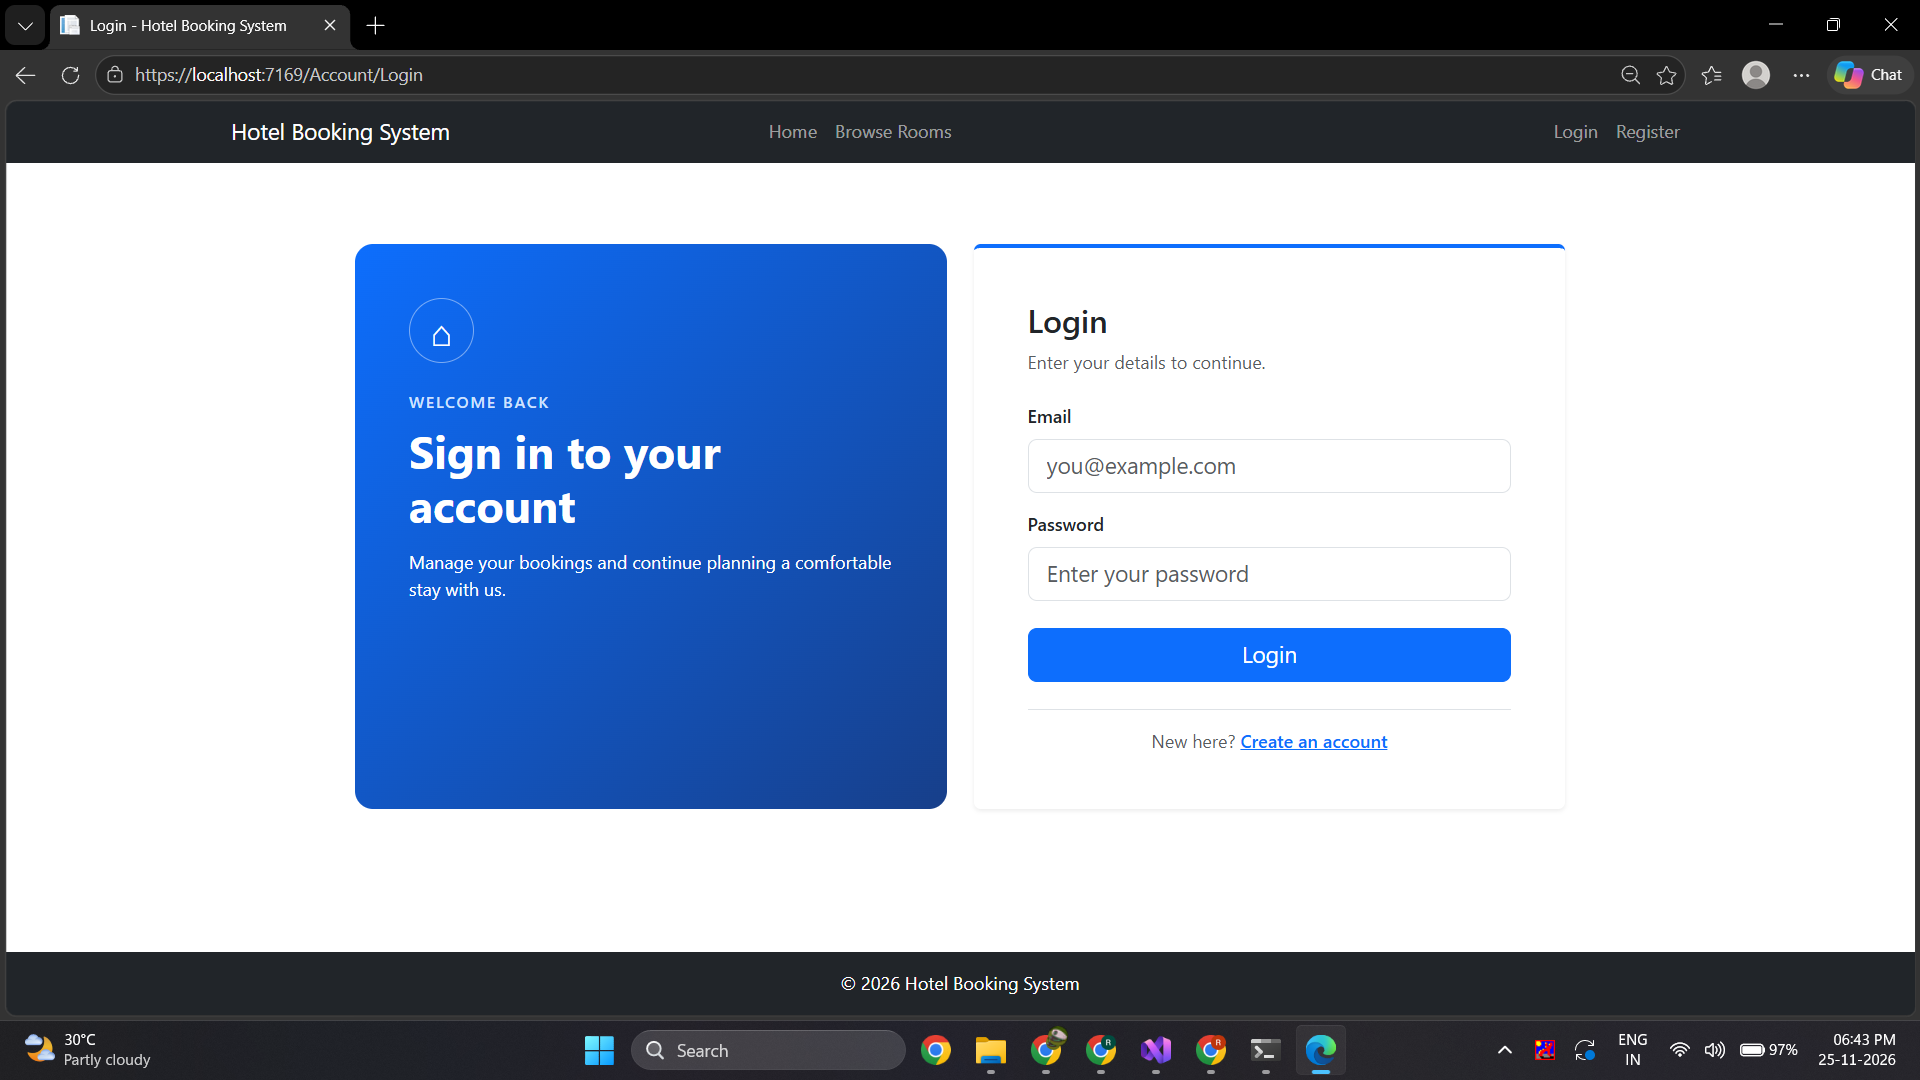 Login - Hotel Booking System
https://localhost:7169/Account/Login
Chat
Hotel Booking System
Home
Browse Rooms
Login
Register
WELCOME BACK
Sign in to your
account
Manage your bookings and continue planning a comfortable
stay with us.
Login
Enter your details to continue.
Email
you@example.com
Password
Enter your password
Login
New here? Create an account
© 2026 Hotel Booking System
30°C
Partly cloudy
Search
R
R
ENG
IN
97%
06:43 PM
25-11-2026